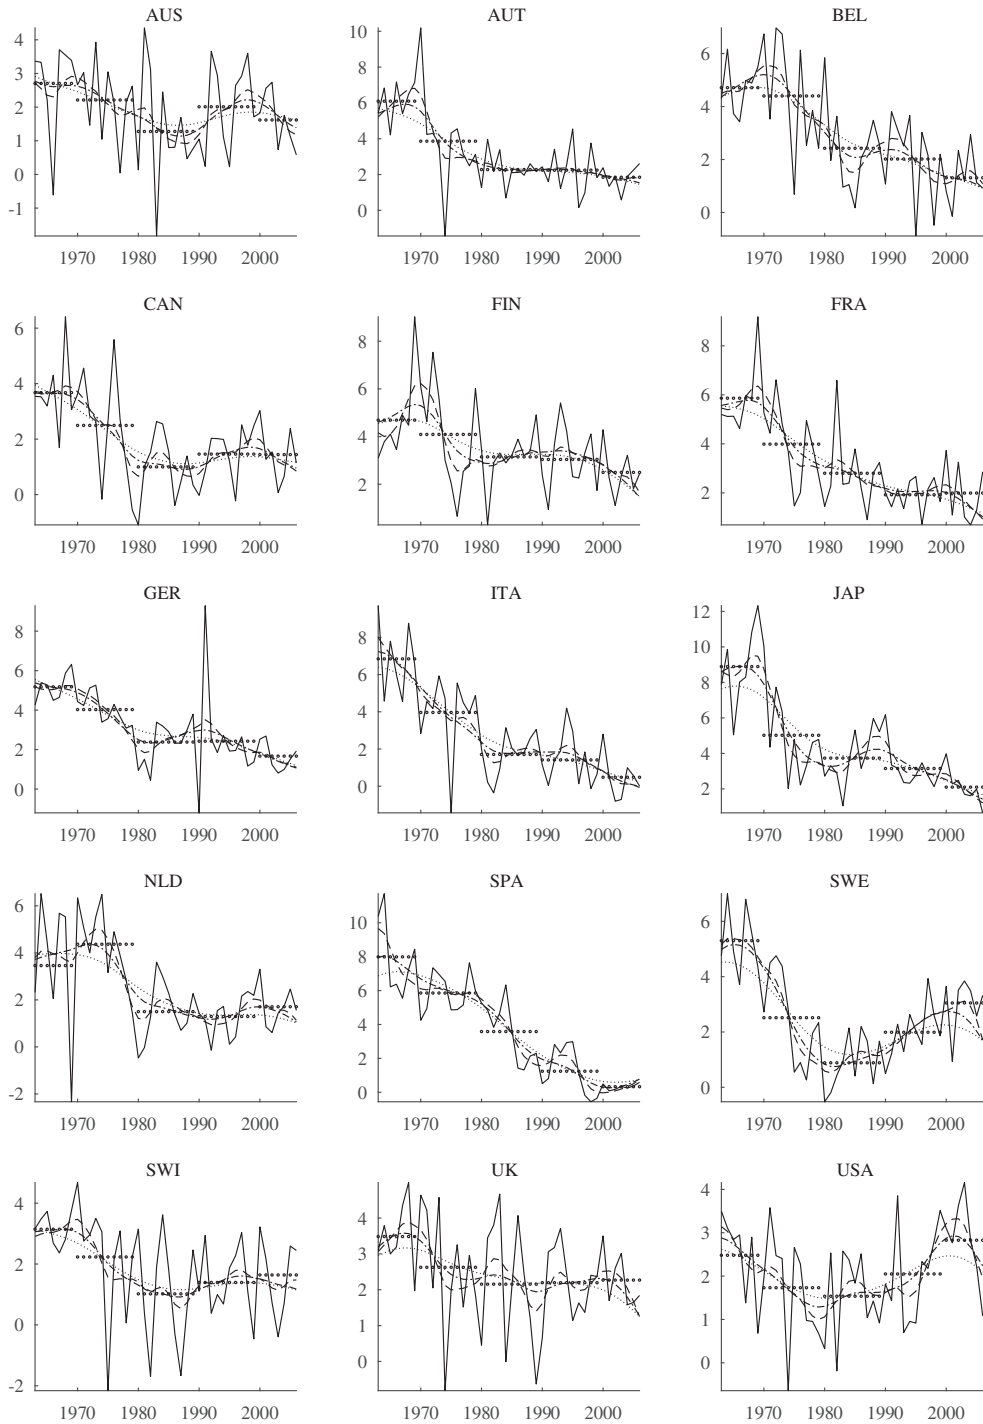 AUS AUT BEL
4 3 2 1 0 -1
10 8 6 4 2 0
6 4 2 0
1970 1980 1990 2000 1970 1980 1990 2000 1970 1980 1990 2000
CAN FIN FRA
6 4 2 0
8 6 4 2
8 6 4 2
1970 1980 1990 2000 1970 1980 1990 2000 1970 1980 1990 2000
GER ITA JAP
8 6 4 2 0
8 6 4 2 0
12 10 8 6 4 2
1970 1980 1990 2000 1970 1980 1990 2000 1970 1980 1990 2000
NLD SPA SWE
6 4 2 0 -2
10 8 6 4 2 0
6 4 2 0
1970 1980 1990 2000 1970 1980 1990 2000 1970 1980 1990 2000
SWI UK USA
4 2 0 -2
4 3 2 1 0
4 3 2 1 0
1970 1980 1990 2000 1970 1980 1990 2000 1970 1980 1990 2000